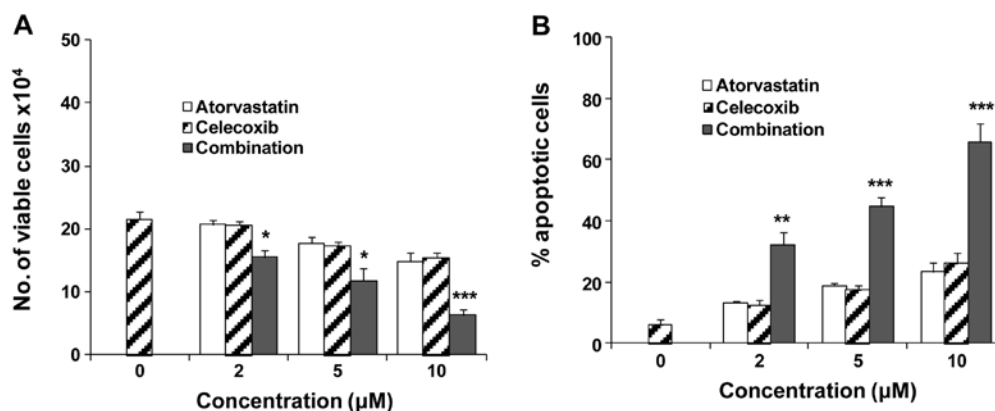 A
50
40
30
20
10
0
No. of viable cells x10⁴
Atorvastatin
Celecoxib
Combination
*
*
***
0 2 5 10
Concentration (µM)
B
100
80
60
40
20
0
% apoptotic cells
Atorvastatin
Celecoxib
Combination
**
***
***
0 2 5 10
Concentration (µM)